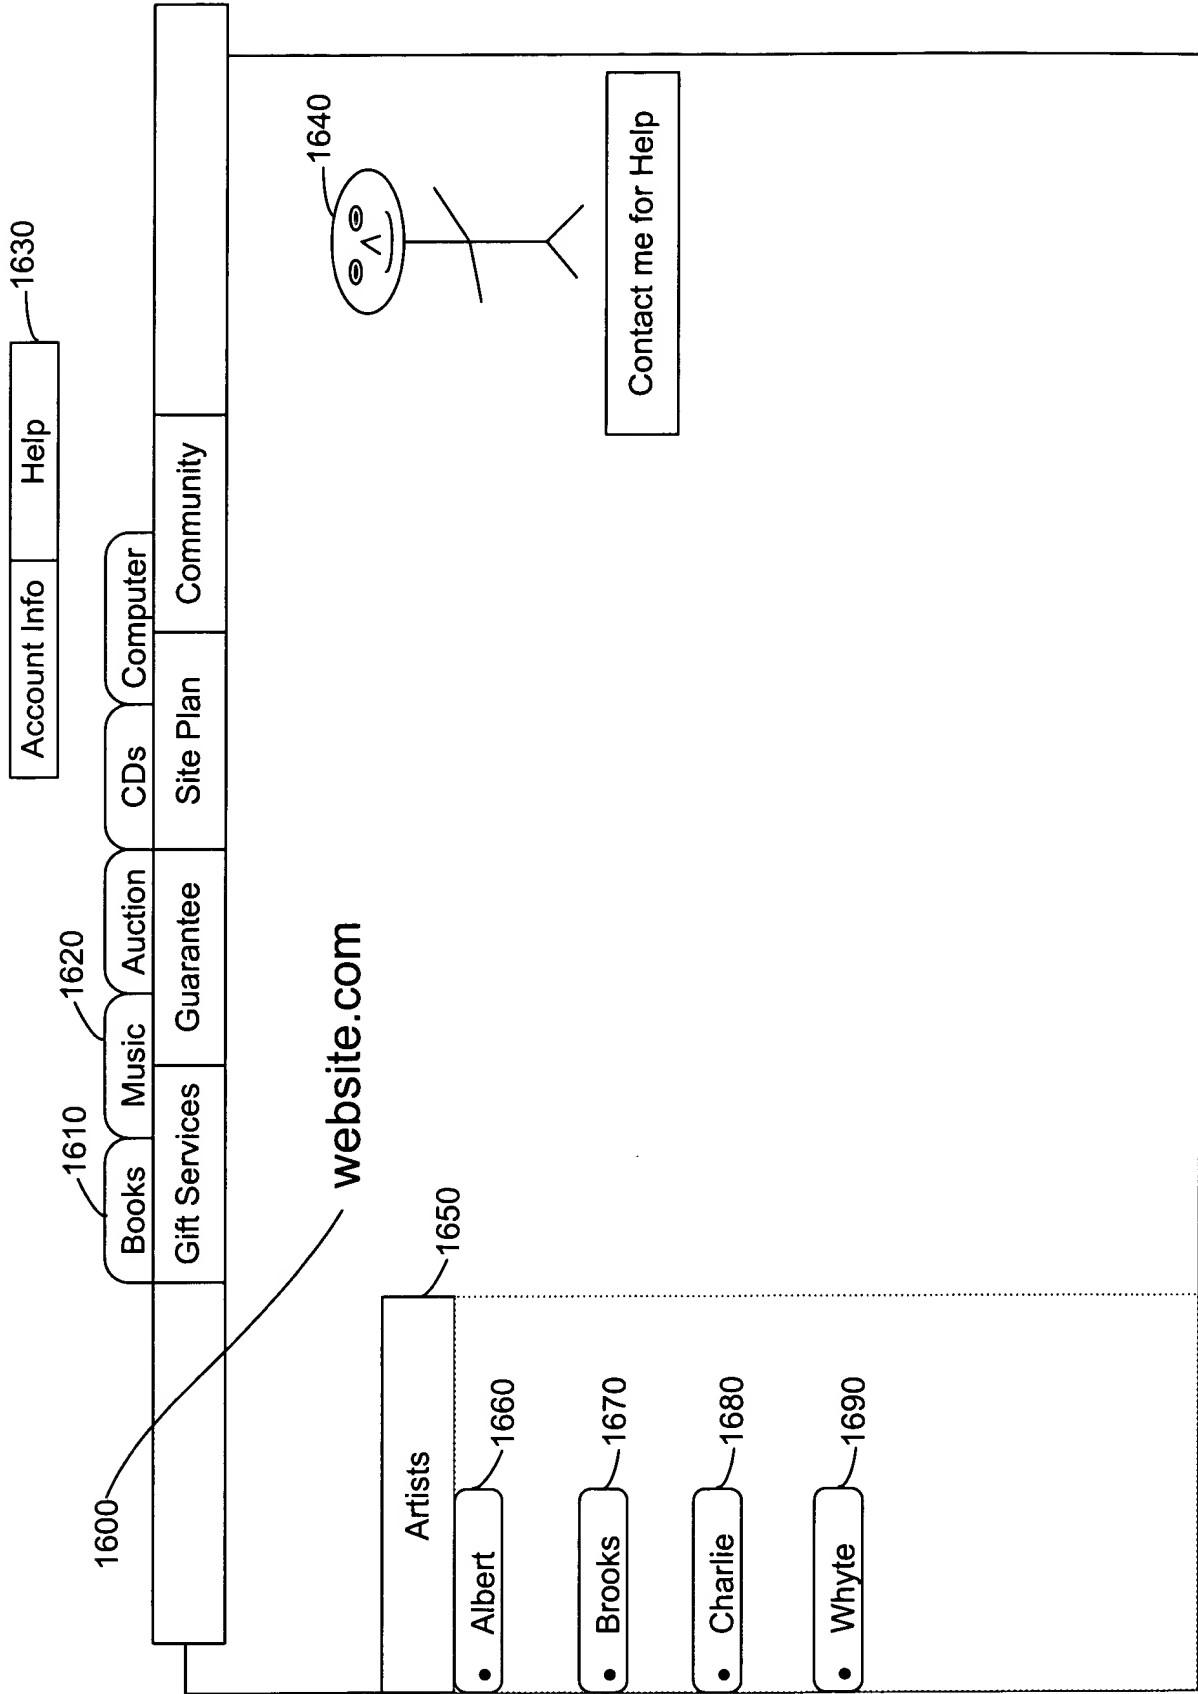 Account Info Help 1630
1610 1620
Books Music Auction CDs Computer
Gift Services Guarantee Site Plan Community
1600
website.com
1640
Contact me for Help
1650
Artists
• Albert 1660
• Brooks 1670
• Charlie 1680
• Whyte 1690